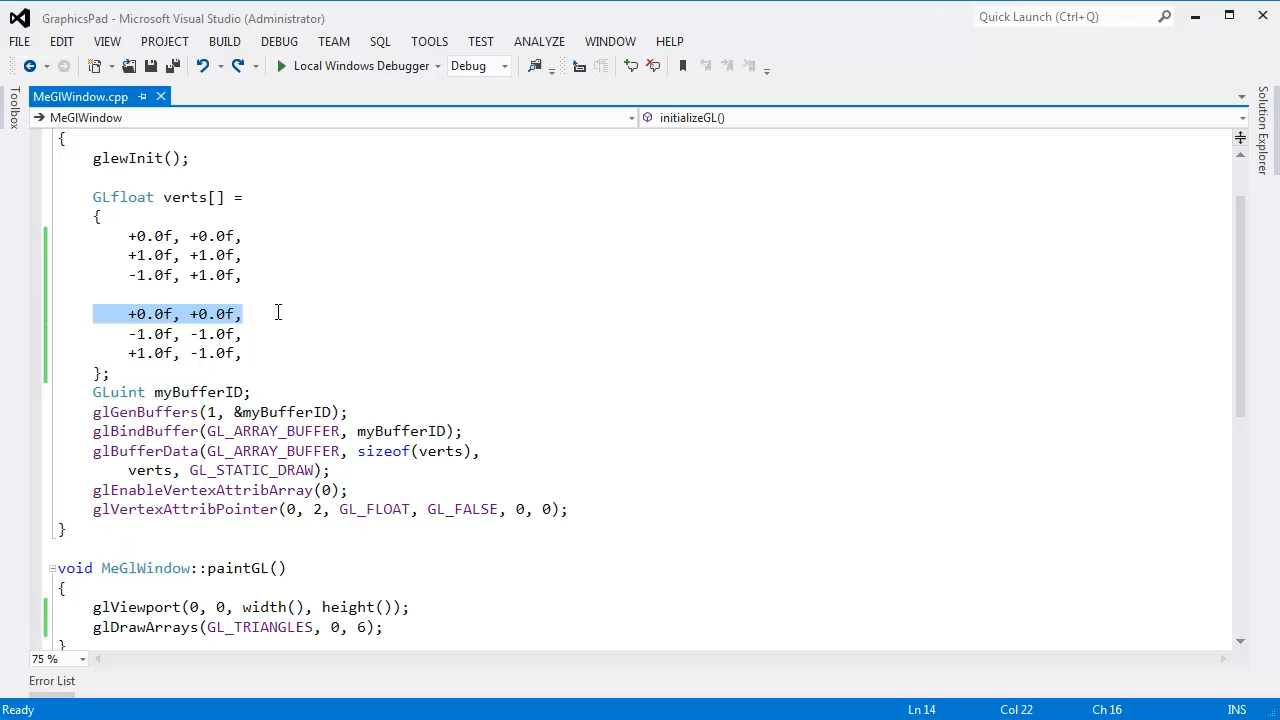 GraphicsPad - Microsoft Visual Studio (Administrator)
Quick Launch (Ctrl+Q)
FILE EDIT VIEW PROJECT BUILD DEBUG TEAM SQL TOOLS TEST ANALYZE WINDOW HELP
Local Windows Debugger Debug
Toolbox
MeGlWindow.cpp
Solution Explorer
MeGlWindow initializeGL()
{
glewInit();
GLfloat verts[] =
{
+0.0f, +0.0f,
+1.0f, +1.0f,
-1.0f, +1.0f,
+0.0f, +0.0f,
-1.0f, -1.0f,
+1.0f, -1.0f,
};
GLuint myBufferID;
glGenBuffers(1, &myBufferID);
glBindBuffer(GL_ARRAY_BUFFER, myBufferID);
glBufferData(GL_ARRAY_BUFFER, sizeof(verts),
verts, GL_STATIC_DRAW);
glEnableVertexAttribArray(0);
glVertexAttribPointer(0, 2, GL_FLOAT, GL_FALSE, 0, 0);
}
void MeGlWindow::paintGL()
{
glViewport(0, 0, width(), height());
glDrawArrays(GL_TRIANGLES, 0, 6);
}
75 %
Error List
Ready Ln 14 Col 22 Ch 16 INS